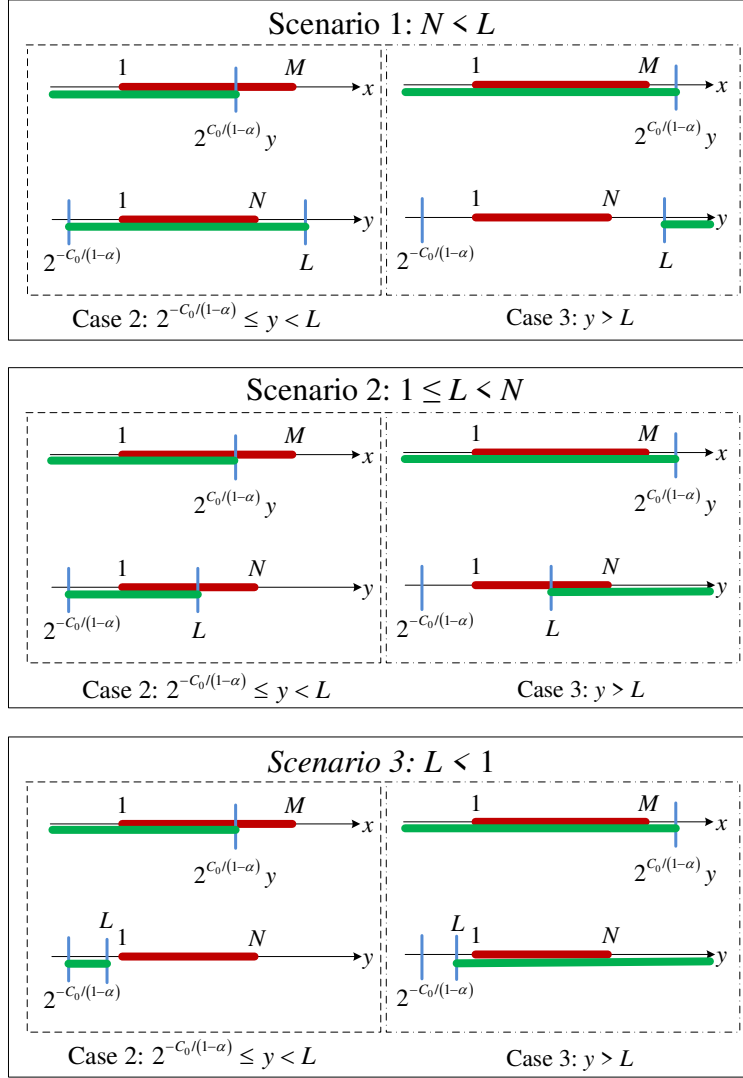 Scenario 1: N < L
1 M x
2^{C_0/(1-α)} y
1 N y
2^{-C_0/(1-α)} L
Case 2: 2^{-C_0/(1-α)} ≤ y < L
1 M x
2^{C_0/(1-α)} y
1 N y
2^{-C_0/(1-α)} L
Case 3: y > L
Scenario 2: 1 ≤ L < N
1 M x
2^{C_0/(1-α)} y
1 N y
2^{-C_0/(1-α)} L
Case 2: 2^{-C_0/(1-α)} ≤ y < L
1 M x
2^{C_0/(1-α)} y
1 N y
2^{-C_0/(1-α)} L
Case 3: y > L
Scenario 3: L < 1
1 M x
2^{C_0/(1-α)} y
L 1 N y
2^{-C_0/(1-α)}
Case 2: 2^{-C_0/(1-α)} ≤ y < L
1 M x
2^{C_0/(1-α)} y
L 1 N y
2^{-C_0/(1-α)}
Case 3: y > L